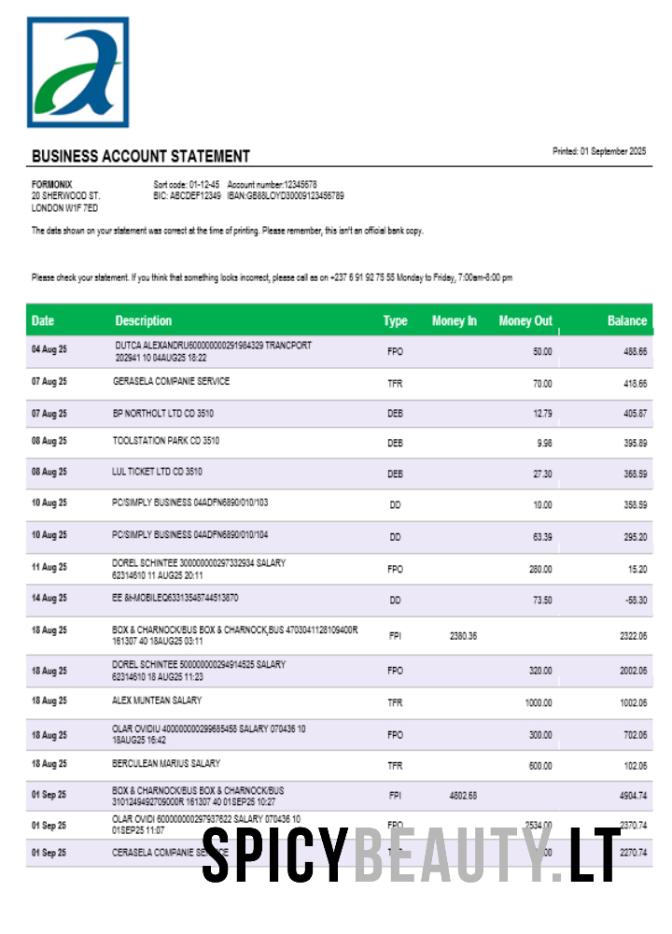 a
BUSINESS ACCOUNT STATEMENT
Printed: 01 September 2025
FORMONIX
20 SHERWOOD ST.
LONDON W1F 7ED
Sort code: 01-12-45 Account number:12345678
BIC: ABCDEF12349 IBAN:GB88LOYD30009123456789
The data shown on your statement was correct at the time of printing. Please remember, this isn't an official bank copy.
Please check your statement. If you think that something looks incorrect, please call as on +237 6 91 92 75 55 Monday to Friday, 7:00am-8:00 pm
Date Description Type Money In Money Out Balance
04 Aug 25 DUTCA ALEXANDRU600000000291984329 TRANCPORT FPO 50.00 488.66
202941 10 04AUG25 18:22
07 Aug 25 GERASELA COMPANIE SERVICE TFR 70.00 418.66
07 Aug 25 BP NORTHOLT LTD CD 3510 DEB 12.79 405.87
08 Aug 25 TOOLSTATION PARK CD 3510 DEB 9.98 395.89
08 Aug 25 LUL TICKET LTD CD 3510 DEB 27.30 368.59
10 Aug 25 PC/SIMPLY BUSINESS 04ADFN6890/010/103 DD 10.00 358.59
10 Aug 25 PC/SIMPLY BUSINESS 04ADFN6890/010/104 DD 63.39 295.20
11 Aug 25 DOREL SCHINTEE 300000000297332934 SALARY FPO 280.00 15.20
62314610 11 AUG25 20:11
14 Aug 25 DD 73.50 -58.30
18 Aug 25 BOX & CHARNOCK/BUS BOX & CHARNOCK,BUS 4703041128109400R FPI 2380.36 2322.06
161307 40 18AUG25 03:11
18 Aug 25 DOREL SCHINTEE 500000000294914525 SALARY FPO 320.00 2002.06
62314610 18 AUG25 11:23
18 Aug 25 ALEX MUNTEAN SALARY TFR 1000.00 1002.06
18 Aug 25 OLAR OVIDIU 400000000299685458 SALARY 070436 10 FPO 300.00 702.06
18AUG25 16:42
18 Aug 25 BERCULEAN MARIUS SALARY TFR 600.00 102.06
01 Sep 25 BOX & CHARNOCK/BUS BOX & CHARNOCK/BUS FPI 4802.68 4904.74
3101249492709000R 161307 40 01SEP25 10:27
01 Sep 25 OLAR OVIDI 600000000297937622 SALARY 070436 10 FPO 2534.00 2370.74
01SEP25 11:07
01 Sep 25 CERASELA COMPANIE 2270.74
SPICYBEAUTY.LT